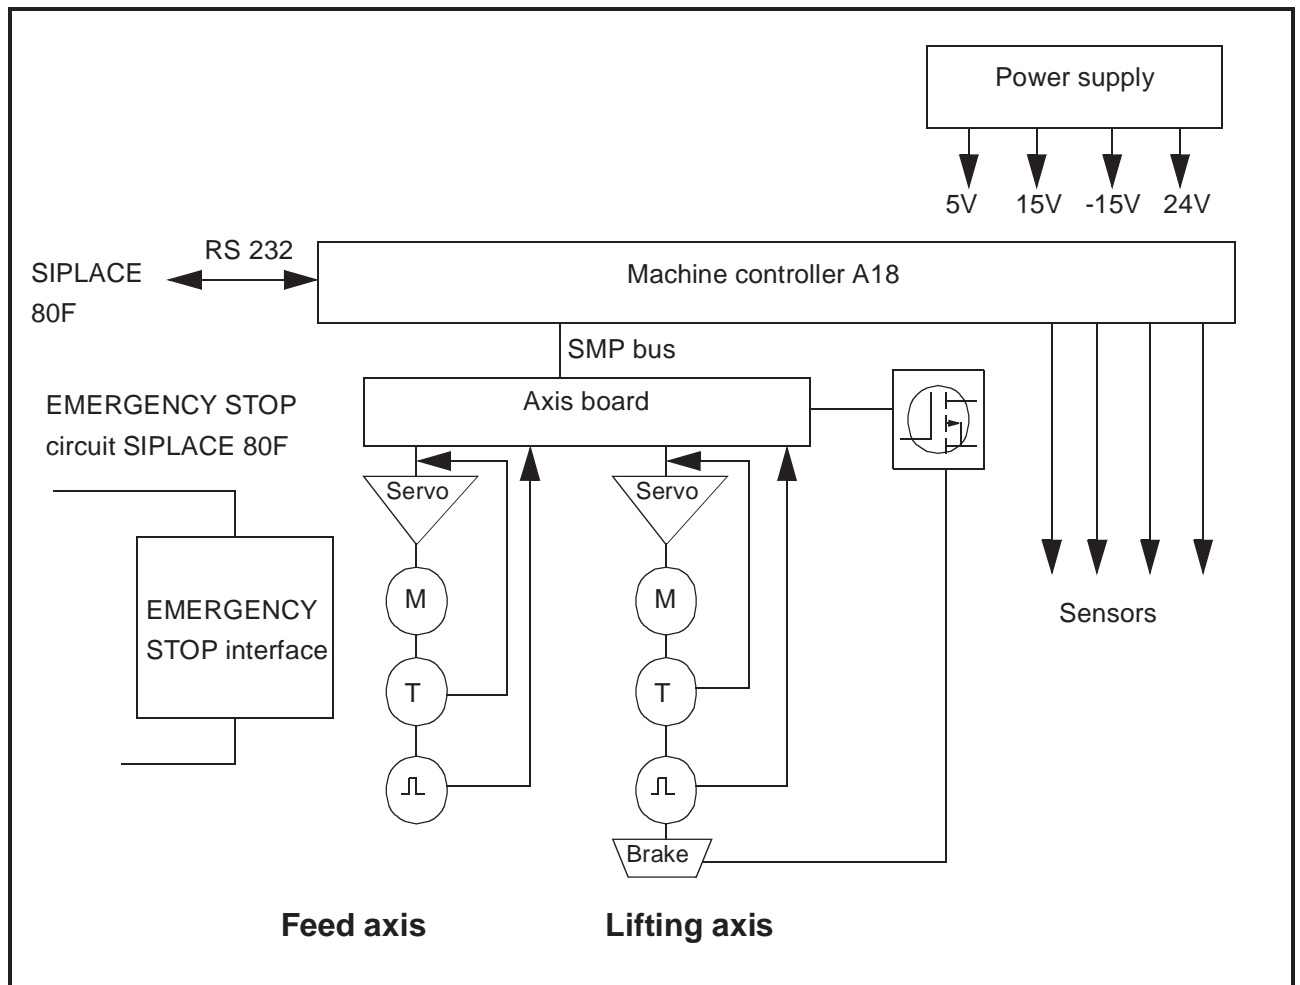 Power supply
5V 15V -15V 24V
RS 232
SIPLACE
80F
Machine controller A18
SMP bus
EMERGENCY STOP
circuit SIPLACE 80F
Axis board
Servo Servo
M M
EMERGENCY
STOP interface
Sensors
T T
Brake
Feed axis Lifting axis